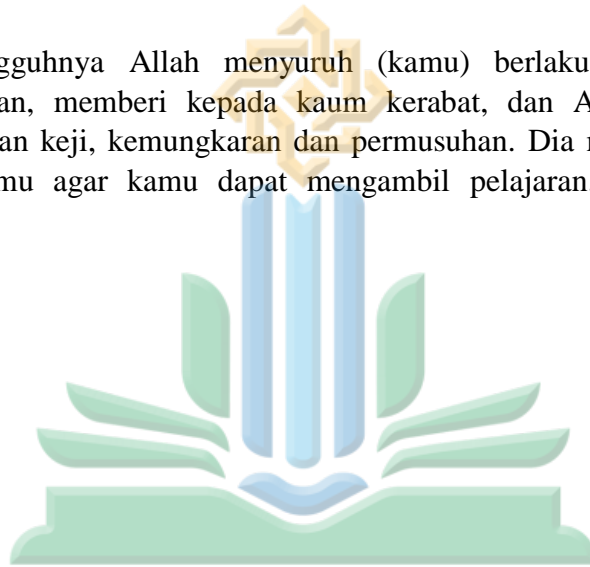 gguhnya Allah menyuruh (kamu) berlaku
an, memberi kepada kaum kerabat, dan A
an keji, kemungkaran dan permusuhan. Dia
mu agar kamu dapat mengambil pelajaran.